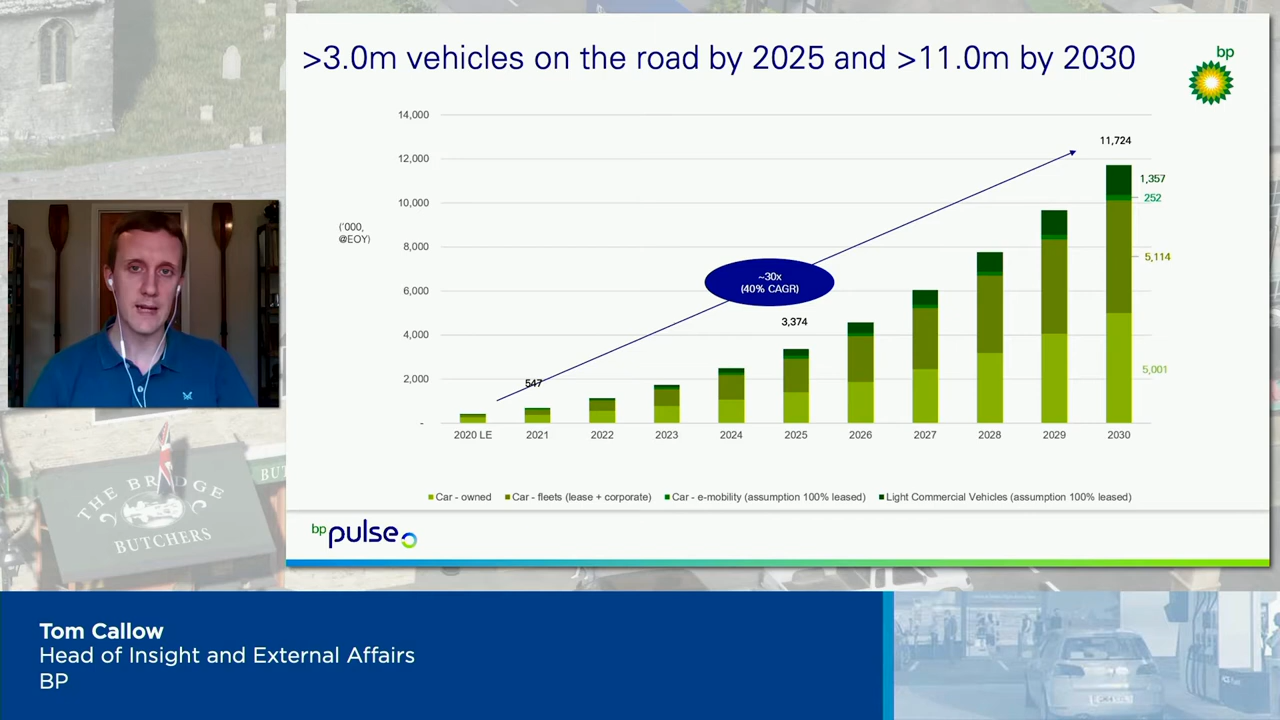 >3.0m vehicles on the road by 2025 and >11.0m by 2030
bp
14,000
12,000
10,000
8,000
6,000
4,000
2,000
-
('000,
@EOY)
~30x
(40% CAGR)
547
3,374
11,724
1,357
252
5,114
5,001
2020 LE 2021 2022 2023 2024 2025 2026 2027 2028 2029 2030
Car - owned Car - fleets (lease + corporate) Car - e-mobility (assumption 100% leased) Light Commercial Vehicles (assumption 100% leased)
bp pulse
THE BRIDGE
BUTCHERS
BUT
Tom Callow
Head of Insight and External Affairs
BP